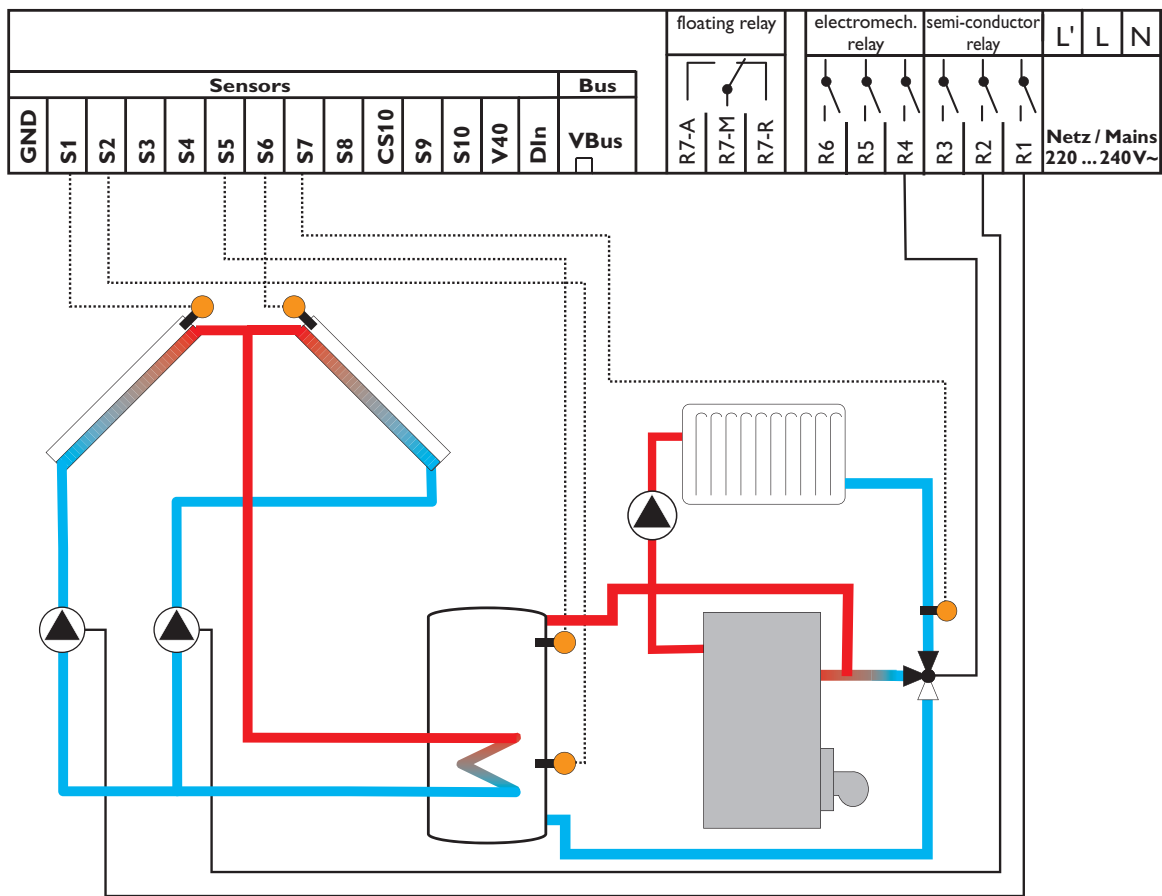 floating relay
electromech.
relay
semi-conductor
relay
L' L N
Sensors
Bus
GND
S1
S2
S3
S4
S5
S6
S7
S8
CS10
S9
S10
V40
DIn
VBus
R7-A
R7-M
R7-R
R6
R5
R4
R3
R2
R1
Netz / Mains
220 ... 240V~